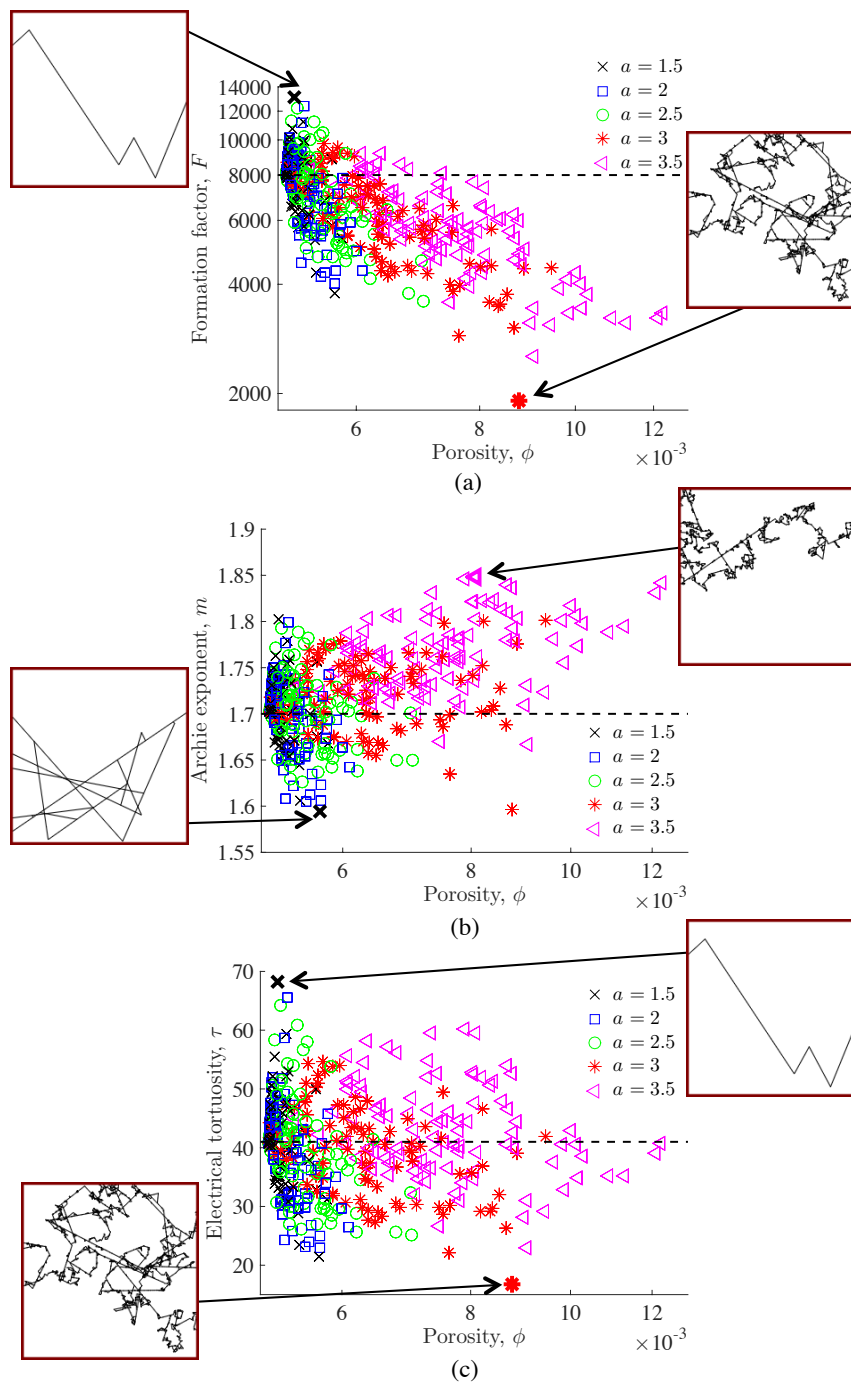 14000
12000
10000
8000
6000
4000
2000
Formation factor, F
× a = 1.5
□ a = 2
○ a = 2.5
∗ a = 3
◁ a = 3.5
6 8 10 12
Porosity, ϕ
×10⁻³
(a)
1.9
1.85
1.8
1.75
1.7
1.65
1.6
1.55
Archie exponent, m
× a = 1.5
□ a = 2
○ a = 2.5
∗ a = 3
◁ a = 3.5
6 8 10 12
Porosity, ϕ
×10⁻³
(b)
70
60
50
40
30
20
Electrical tortuosity, τ
× a = 1.5
□ a = 2
○ a = 2.5
∗ a = 3
◁ a = 3.5
6 8 10 12
Porosity, ϕ
×10⁻³
(c)